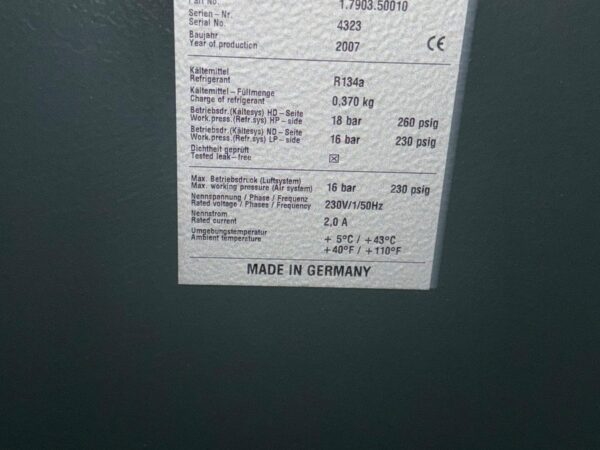 Part No. 1.7903.50010
Serien-Nr.
Serial No. 4323
Baujahr
Year of production 2007 CE
Kältemittel
Refrigerant R134a
Kältemittel-Füllmenge
Charge of refrigerant 0,370 kg
Betriebsdr.(Kältesys) HD-Seite
Work.press.(Refr.sys) HP-side 18 bar 260 psig
Betriebsdr.(Kältesys) ND-Seite
Work.press.(Refr.sys) LP-side 16 bar 230 psig
Dichtheit geprüft
Tested leak-free ☒
Max. Betriebsdruck (Luftsystem)
Max. working pressure (Air system) 16 bar 230 psig
Nennspannung / Phase / Frequenz
Rated voltage / Phases / Frequency 230V/1/50Hz
Nennstrom
Rated current 2,0 A
Umgebungstemperatur
Ambient temperature + 5°C / +43°C
+40°F / +110°F
MADE IN GERMANY